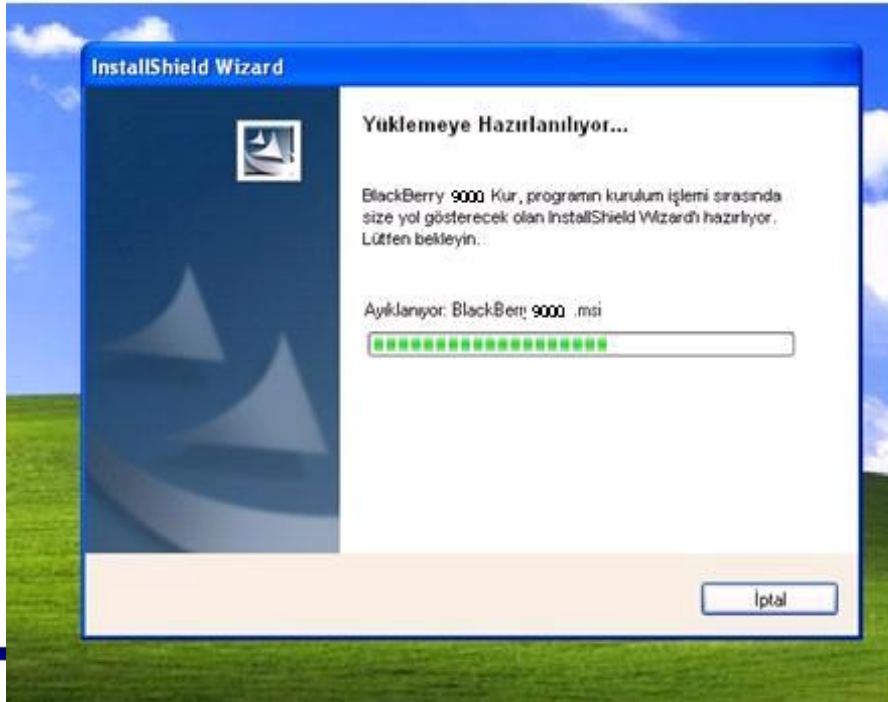 InstallShield Wizard
Yüklemeye Hazırlanılıyor...
BlackBerry 9000 Kur, programın kurulum işlemi sırasında
size yol gösterecek olan InstallShield Wizard'ı hazırlıyor.
Lütfen bekleyin.
Ayıklanıyor: BlackBerry 9000 .msi
İptal